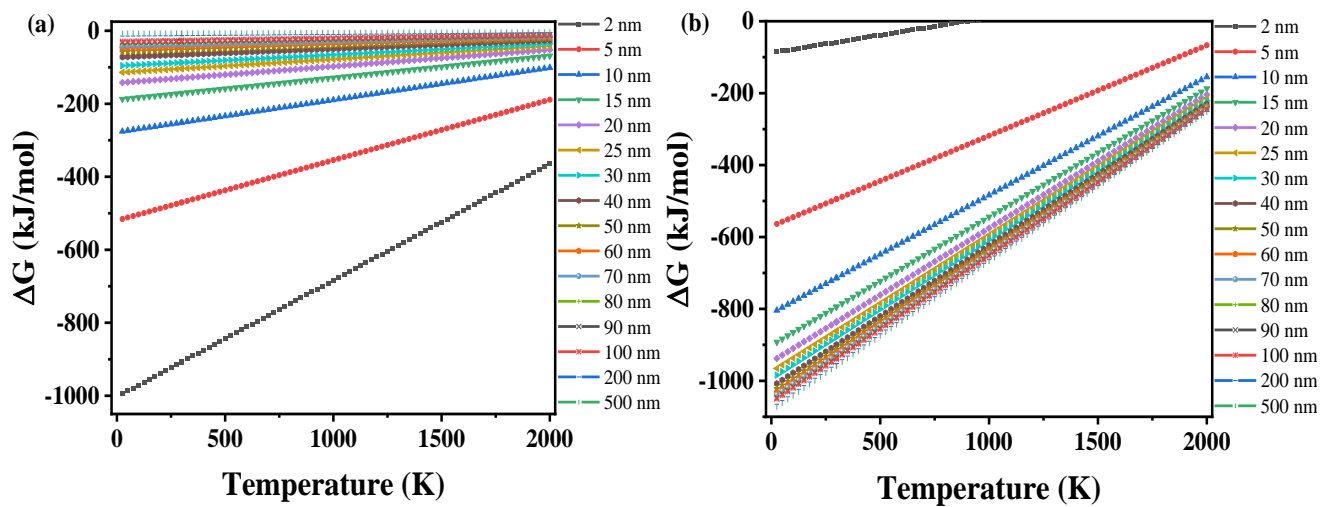 (a)
ΔG (kJ/mol)
0
-200
-400
-600
-800
-1000
0 500 1000 1500 2000
Temperature (K)
2 nm
5 nm
10 nm
15 nm
20 nm
25 nm
30 nm
40 nm
50 nm
60 nm
70 nm
80 nm
90 nm
100 nm
200 nm
500 nm
(b)
ΔG (kJ/mol)
0
-200
-400
-600
-800
-1000
0 500 1000 1500 2000
Temperature (K)
2 nm
5 nm
10 nm
15 nm
20 nm
25 nm
30 nm
40 nm
50 nm
60 nm
70 nm
80 nm
90 nm
100 nm
200 nm
500 nm